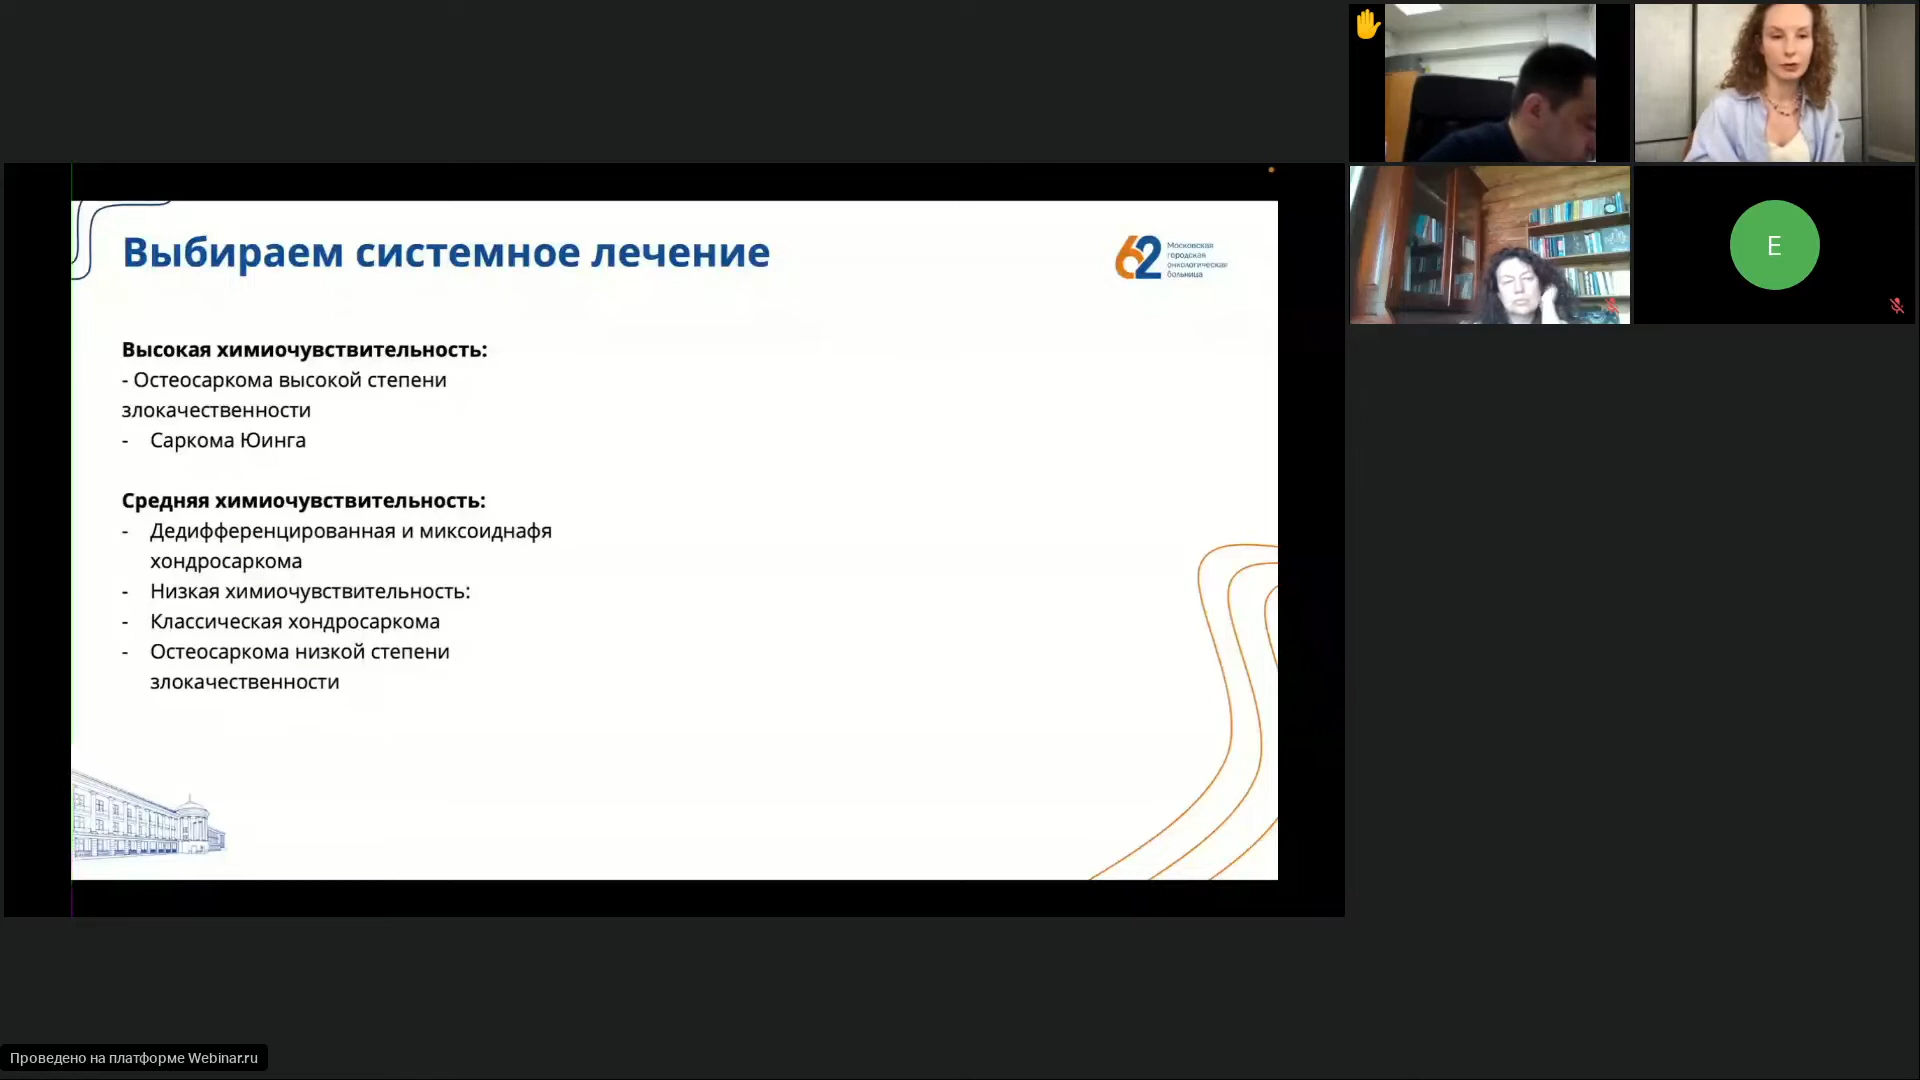 Выбираем системное лечение
62
Московская
городская
онкологическая
больница
Высокая химиочувствительность:
- Остеосаркома высокой степени
злокачественности
- Саркома Юинга
Средняя химиочувствительность:
- Дедифференцированная и миксоиднафя
хондросаркома
- Низкая химиочувствительность:
- Классическая хондросаркома
- Остеосаркома низкой степени
злокачественности
E
Проведено на платформе Webinar.ru